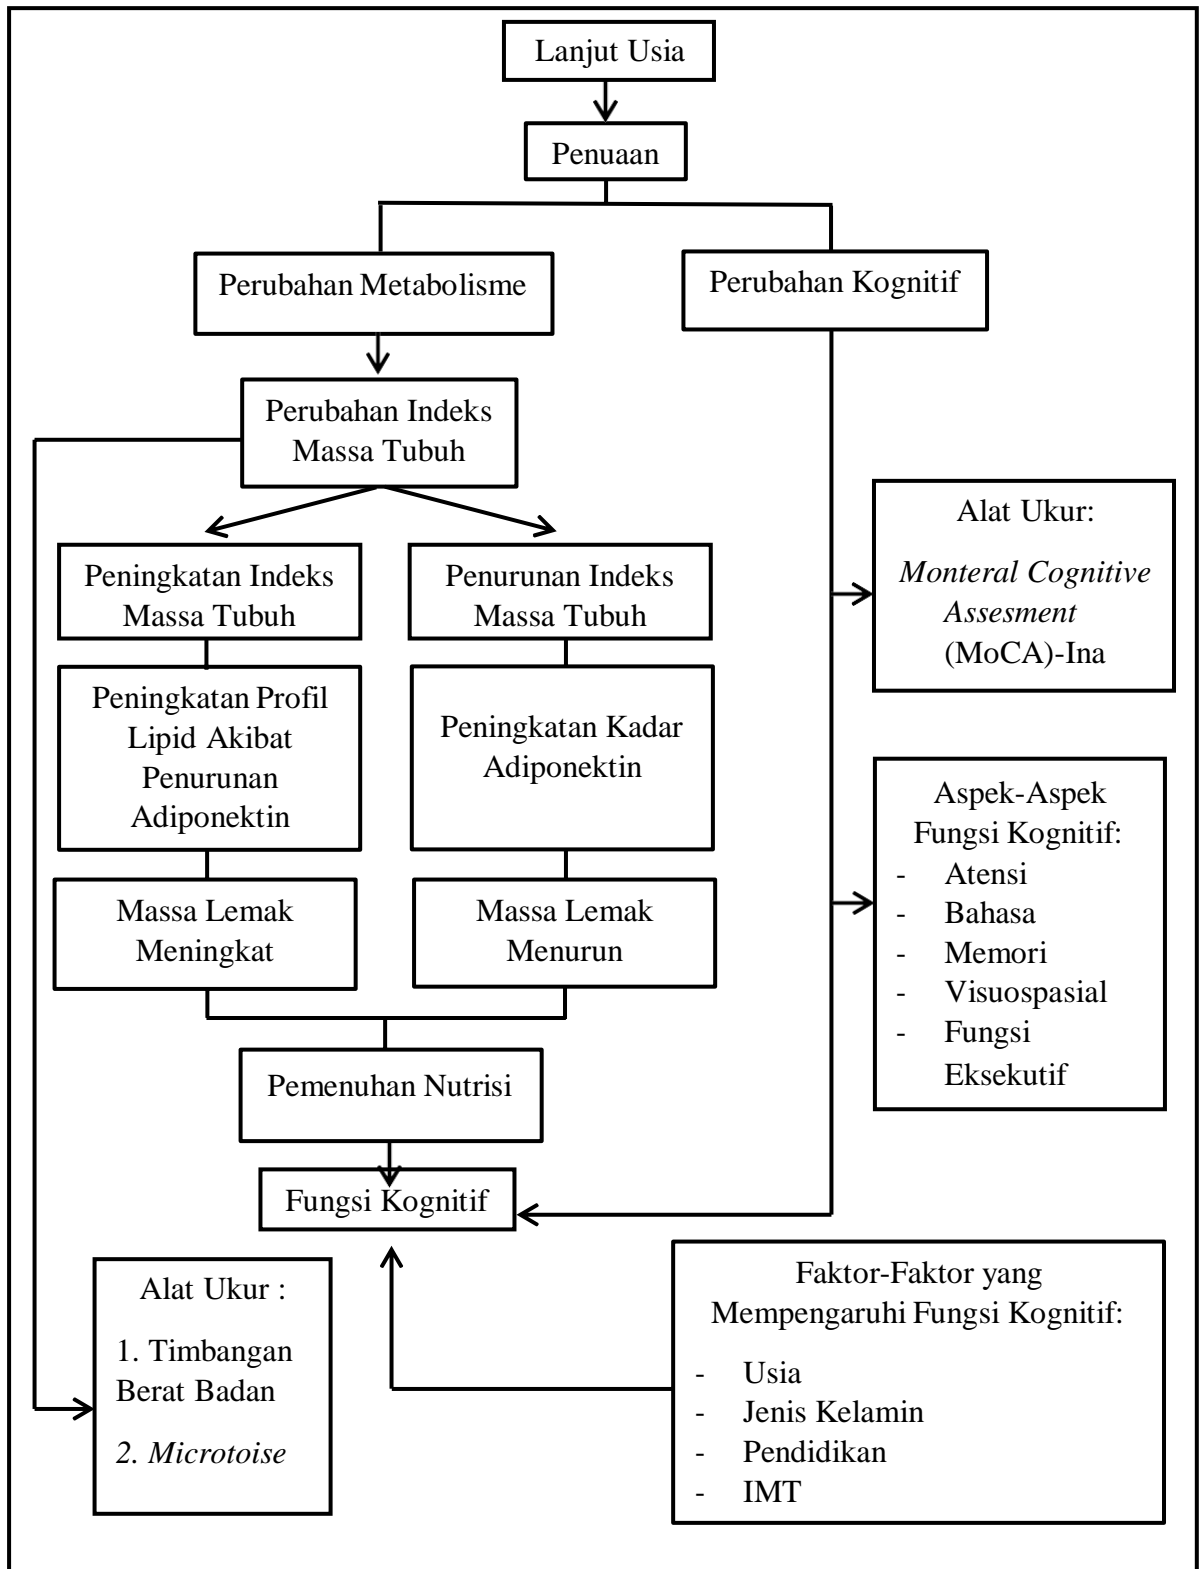 Lanjut Usia
Penuaan
Perubahan Metabolisme
Perubahan Kognitif
Perubahan Indeks
Massa Tubuh
Alat Ukur:
Monteral Cognitive
Assesment
(MoCA)-Ina
Peningkatan Indeks
Massa Tubuh
Penurunan Indeks
Massa Tubuh
Peningkatan Profil
Lipid Akibat
Penurunan
Adiponektin
Peningkatan Kadar
Adiponektin
Aspek-Aspek
Fungsi Kognitif:
- Atensi
- Bahasa
- Memori
- Visuospasial
- Fungsi
Eksekutif
Massa Lemak
Meningkat
Massa Lemak
Menurun
Pemenuhan Nutrisi
Fungsi Kognitif
Alat Ukur :
1. Timbangan
Berat Badan
2. Microtoise
Faktor-Faktor yang
Mempengaruhi Fungsi Kognitif:
- Usia
- Jenis Kelamin
- Pendidikan
- IMT